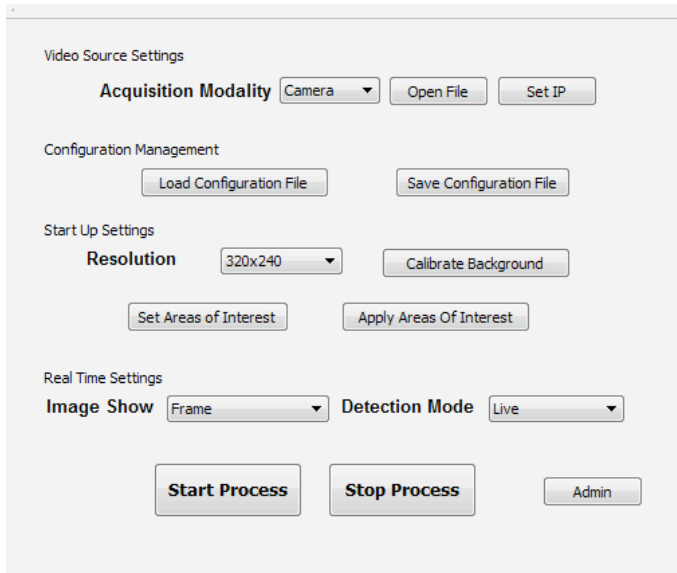 Video Source Settings
Acquisition Modality Camera Open File Set IP
Configuration Management
Load Configuration File Save Configuration File
Start Up Settings
Resolution 320x240 Calibrate Background
Set Areas of Interest Apply Areas Of Interest
Real Time Settings
Image Show Frame Detection Mode Live
Start Process Stop Process Admin